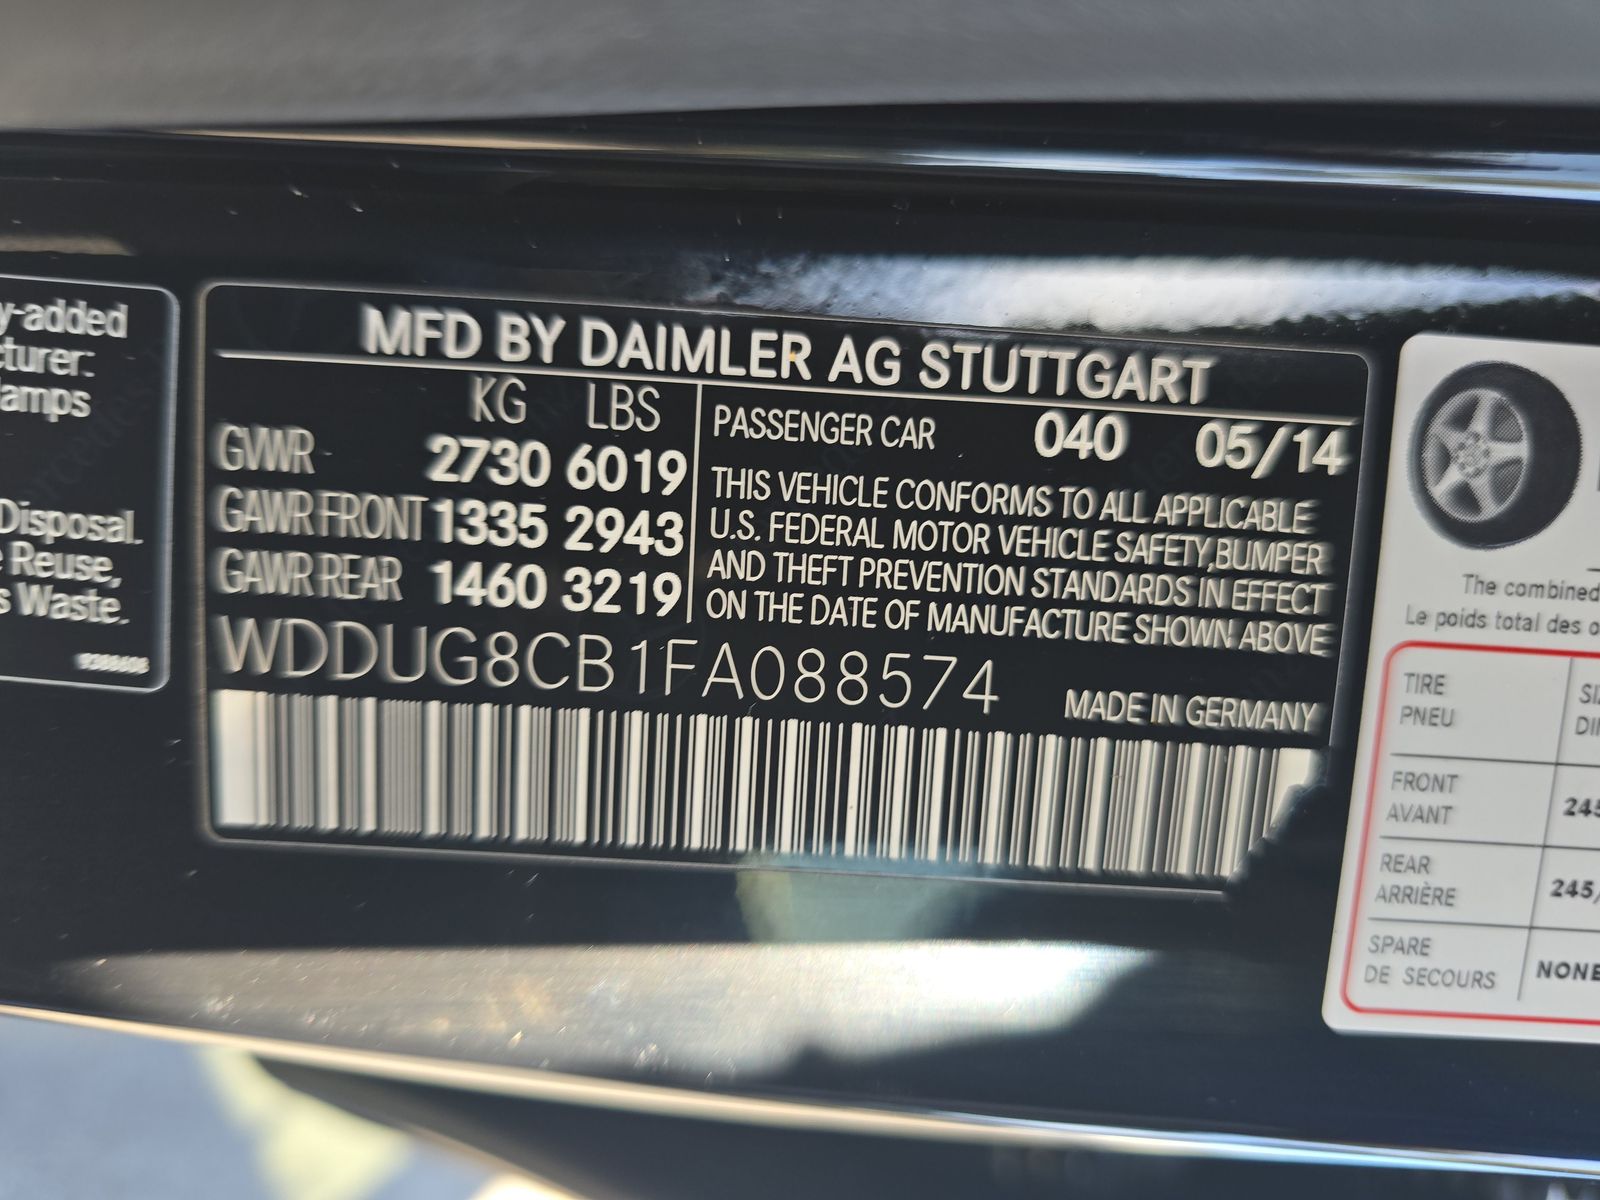 y-added
cturer:
lamps
Disposal.
Reuse,
s Waste.
MFD BY DAIMLER AG STUTTGART
KG LBS
GVWR 2730 6019
GAWR FRONT 1335 2943
GAWR REAR 1460 3219
PASSENGER CAR 040 05/14
THIS VEHICLE CONFORMS TO ALL APPLICABLE
U.S. FEDERAL MOTOR VEHICLE SAFETY, BUMPER
AND THEFT PREVENTION STANDARDS IN EFFECT
ON THE DATE OF MANUFACTURE SHOWN ABOVE
WDDUG8CB1FA088574
MADE IN GERMANY
The combined
Le poids total des o
TIRE
PNEU
SI
DI
FRONT
AVANT
245
REAR
ARRIÈRE
245/
SPARE
DE SECOURS
NONE